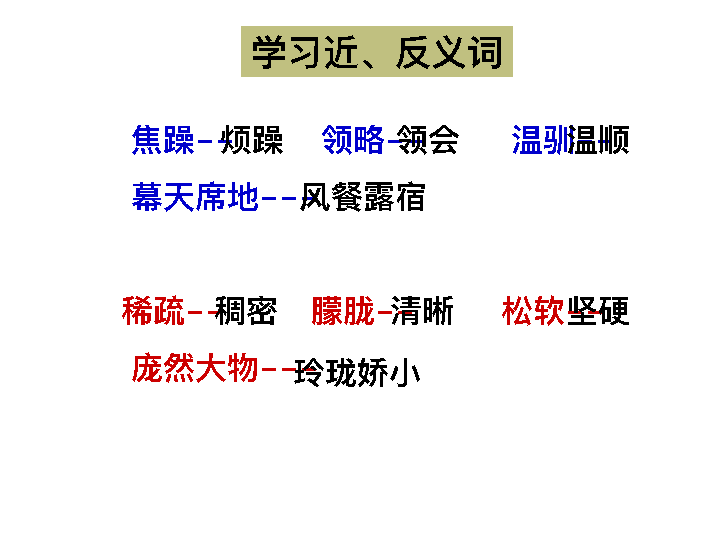 学习近、反义词
焦躁--烦躁 领略--领会 温驯--温顺
幕天席地---风餐露宿
稀疏--稠密 朦胧--清晰 松软--坚硬
庞然大物---玲珑娇小